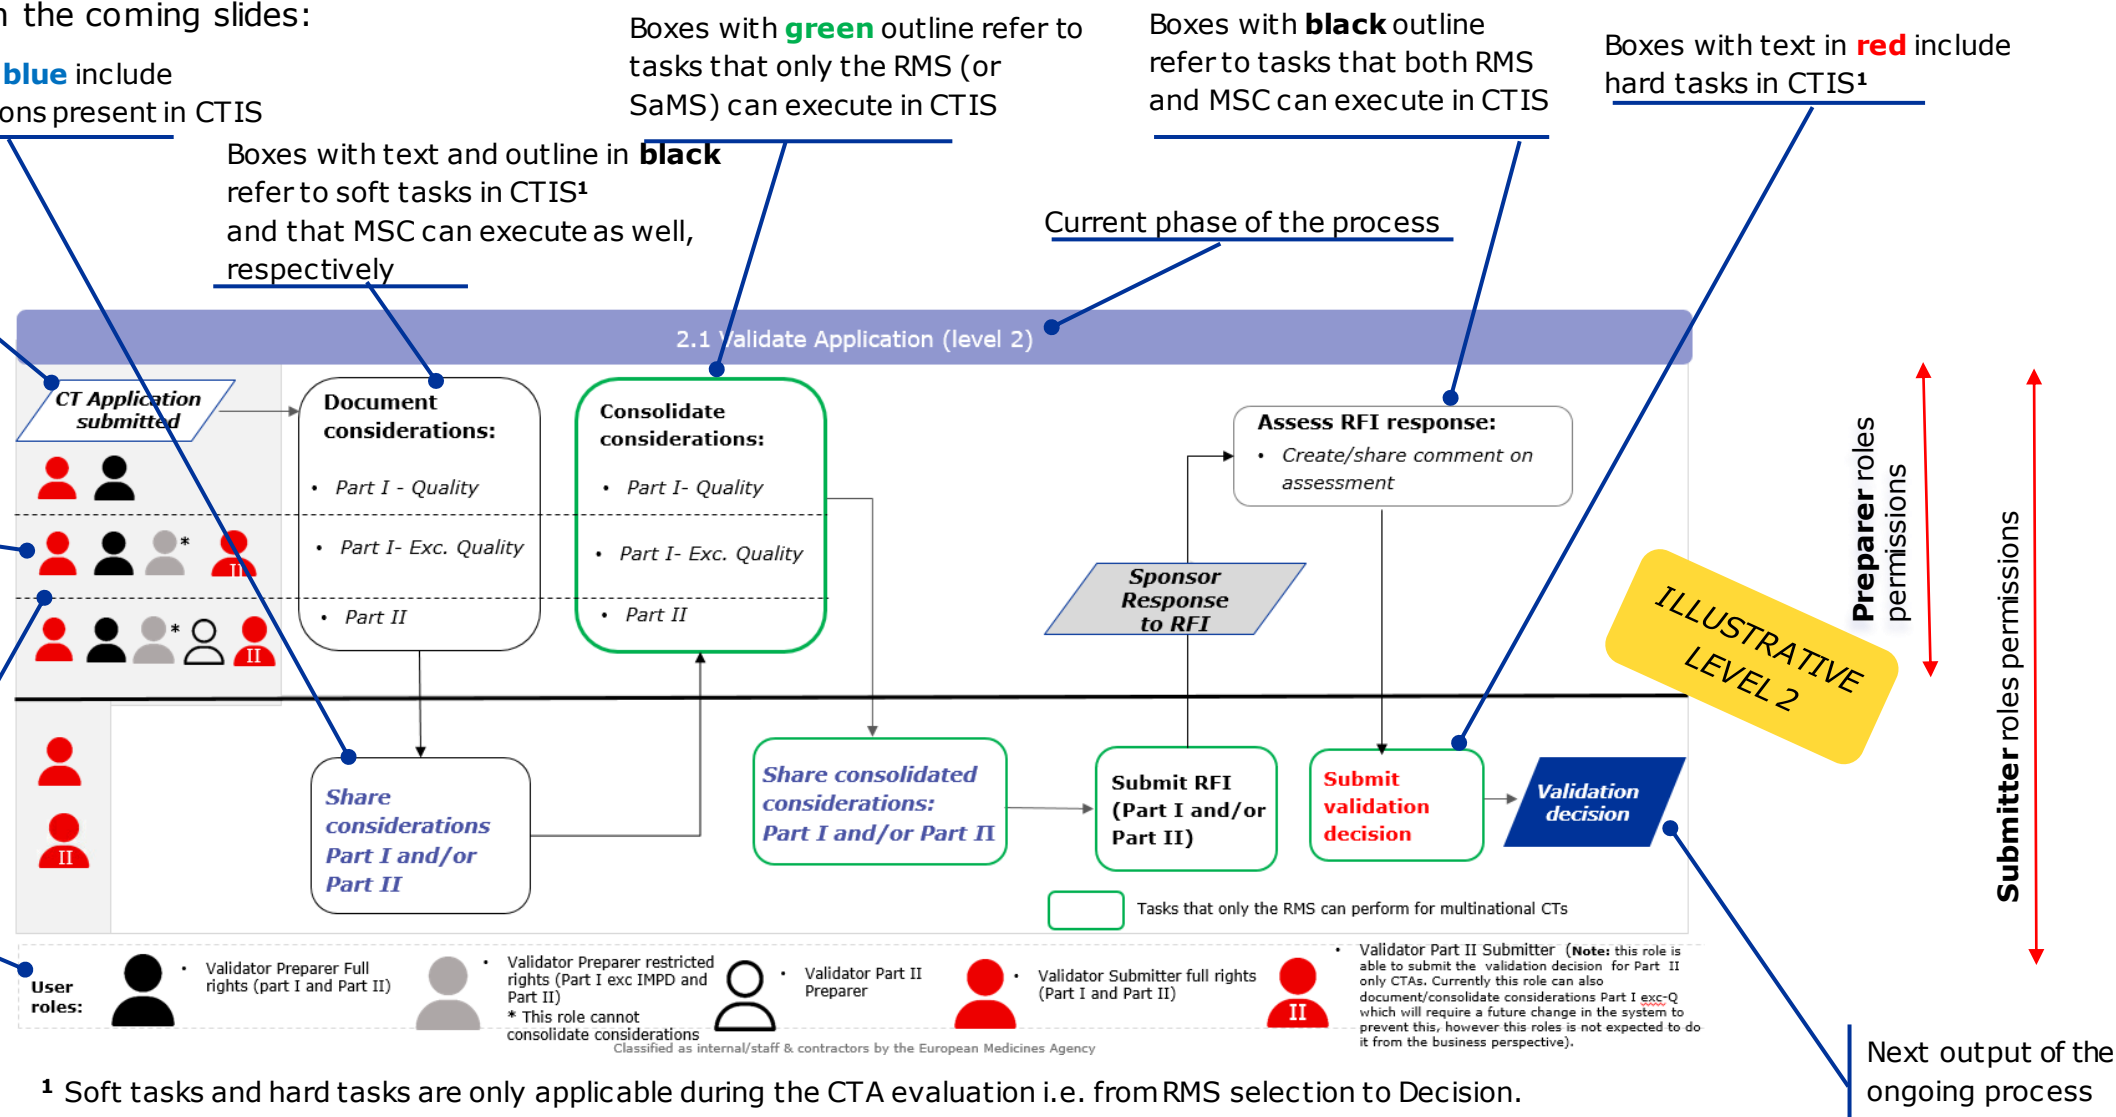 n the coming slides:
blue include
ons present in CTIS
Boxes with text and outline in black
refer to soft tasks in CTIS¹
and that MSC can execute as well,
respectively
Boxes with green outline refer to
tasks that only the RMS (or
SaMS) can execute in CTIS
Boxes with black outline
refer to tasks that both RMS
and MSC can execute in CTIS
Boxes with text in red include
hard tasks in CTIS¹
Current phase of the process
2.1 Validate Application (level 2)
CT Application
submitted
Document
considerations:
• Part I - Quality
• Part I- Exc. Quality
• Part II
Consolidate
considerations:
• Part I- Quality
• Part I- Exc. Quality
• Part II
Assess RFI response:
• Create/share comment on
assessment
Sponsor
Response
to RFI
*
II
*
II
II
Share
considerations
Part I and/or
Part II
Share consolidated
considerations:
Part I and/or Part II
Submit RFI
(Part I and/or
Part II)
Submit
validation
decision
Validation
decision
Tasks that only the RMS can perform for multinational CTs
ILLUSTRATIVE
LEVEL 2
Preparer roles
permissions
Submitter roles permissions
User
roles:
• Validator Preparer Full
rights (part I and Part II)
• Validator Preparer restricted
rights (Part I exc IMPD and
Part II)
* This role cannot
consolidate considerations
• Validator Part II
Preparer
• Validator Submitter full rights
(Part I and Part II)
II
• Validator Part II Submitter (Note: this role is
able to submit the validation decision for Part II
only CTAs. Currently this role can also
document/consolidate considerations Part I exc-Q
which will require a future change in the system to
prevent this, however this roles is not expected to do
it from the business perspective).
Classified as internal/staff & contractors by the European Medicines Agency
Next output of the
ongoing process
¹ Soft tasks and hard tasks are only applicable during the CTA evaluation i.e. from RMS selection to Decision.